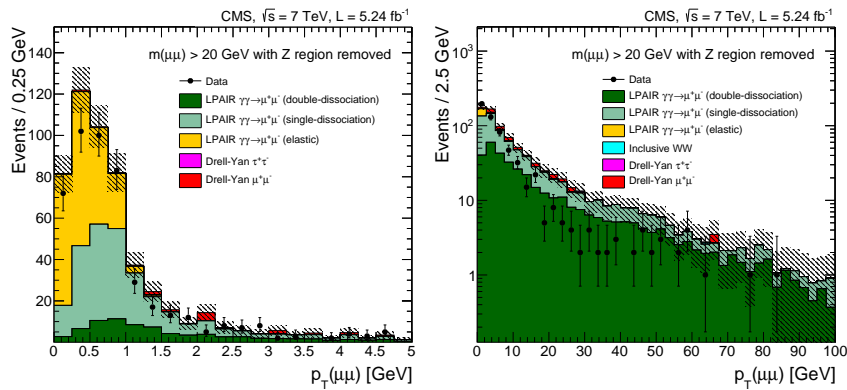 CMS, √s = 7 TeV, L = 5.24 fb⁻¹
Events / 0.25 GeV
m(μμ) > 20 GeV with Z region removed
Data
LPAIR γγ→μ⁺μ⁻ (double-dissociation)
LPAIR γγ→μ⁺μ⁻ (single-dissociation)
LPAIR γγ→μ⁺μ⁻ (elastic)
Drell-Yan τ⁺τ⁻
Drell-Yan μ⁺μ⁻
140
120
100
80
60
40
20
0 0.5 1 1.5 2 2.5 3 3.5 4 4.5 5
p_T(μμ) [GeV]
CMS, √s = 7 TeV, L = 5.24 fb⁻¹
Events / 2.5 GeV
m(μμ) > 20 GeV with Z region removed
Data
LPAIR γγ→μ⁺μ⁻ (double-dissociation)
LPAIR γγ→μ⁺μ⁻ (single-dissociation)
LPAIR γγ→μ⁺μ⁻ (elastic)
Inclusive WW
Drell-Yan τ⁺τ⁻
Drell-Yan μ⁺μ⁻
10³
10²
10
1
0 10 20 30 40 50 60 70 80 90 100
p_T(μμ) [GeV]